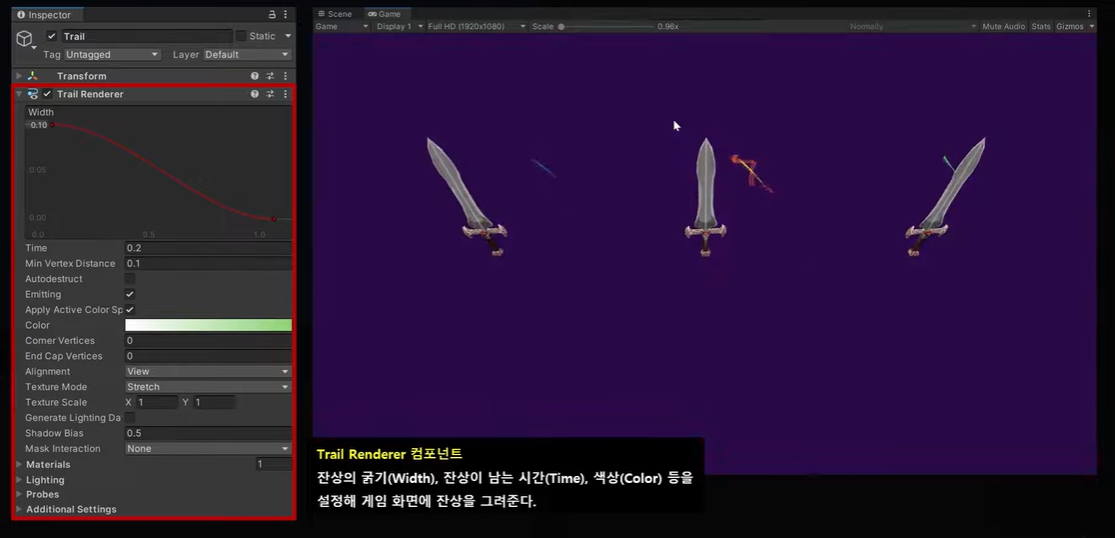 Inspector
Trail
Static
Tag Untagged
Layer Default
Transform
Trail Renderer
Width
0.10
0.05
0.00
0.0 0.5 1.0
Time 0.2
Min Vertex Distance 0.1
Autodestruct
Emitting
Apply Active Color Sp
Color
Corner Vertices 0
End Cap Vertices 0
Alignment View
Texture Mode Stretch
Texture Scale X 1 Y 1
Generate Lighting Da
Shadow Bias 0.5
Mask Interaction None
Materials 1
Lighting
Probes
Additional Settings
Scene Game
Game Display 1 Full HD (1920x1080) Scale 0.96x Normally Mute Audio Stats Gizmos
Trail Renderer 컴포넌트
잔상의 굵기(Width), 잔상이 남는 시간(Time), 색상(Color) 등을
설정해 게임 화면에 잔상을 그려준다.